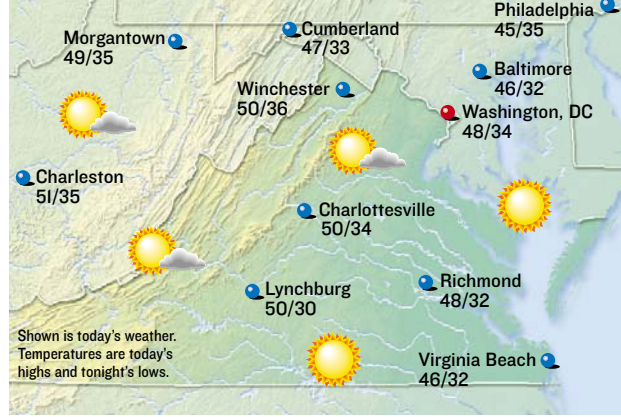 Philadelphia
45/35
Cumberland
47/33
Morgantown
49/35
Baltimore
46/32
Winchester
50/36
Washington, DC
48/34
Charleston
51/35
Charlottesville
50/34
Richmond
48/32
Lynchburg
50/30
Shown is today's weather.
Temperatures are today's
highs and tonight's lows.
Virginia Beach
46/32